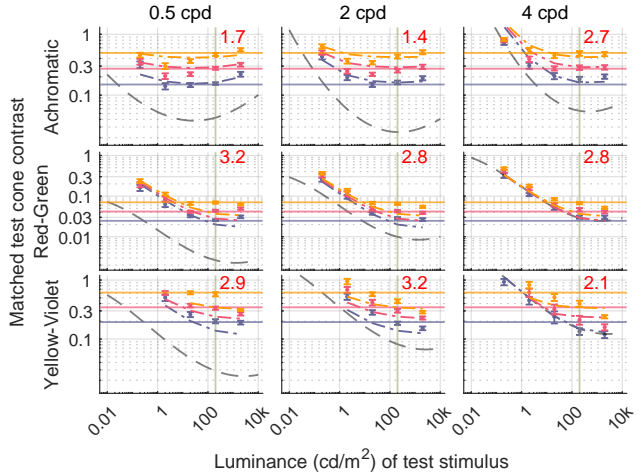 0.5 cpd 2 cpd 4 cpd
Matched test cone contrast
Achromatic
1 0.3 0.1
1.7 1.4 2.7
Red-Green
1 0.3 0.1 0.03 0.01
3.2 2.8 2.8
Yellow-Violet
1 0.3 0.1
2.9 3.2 2.1
0.01 1 100 10k 0.01 1 100 10k 0.01 1 100 10k
Luminance (cd/m²) of test stimulus